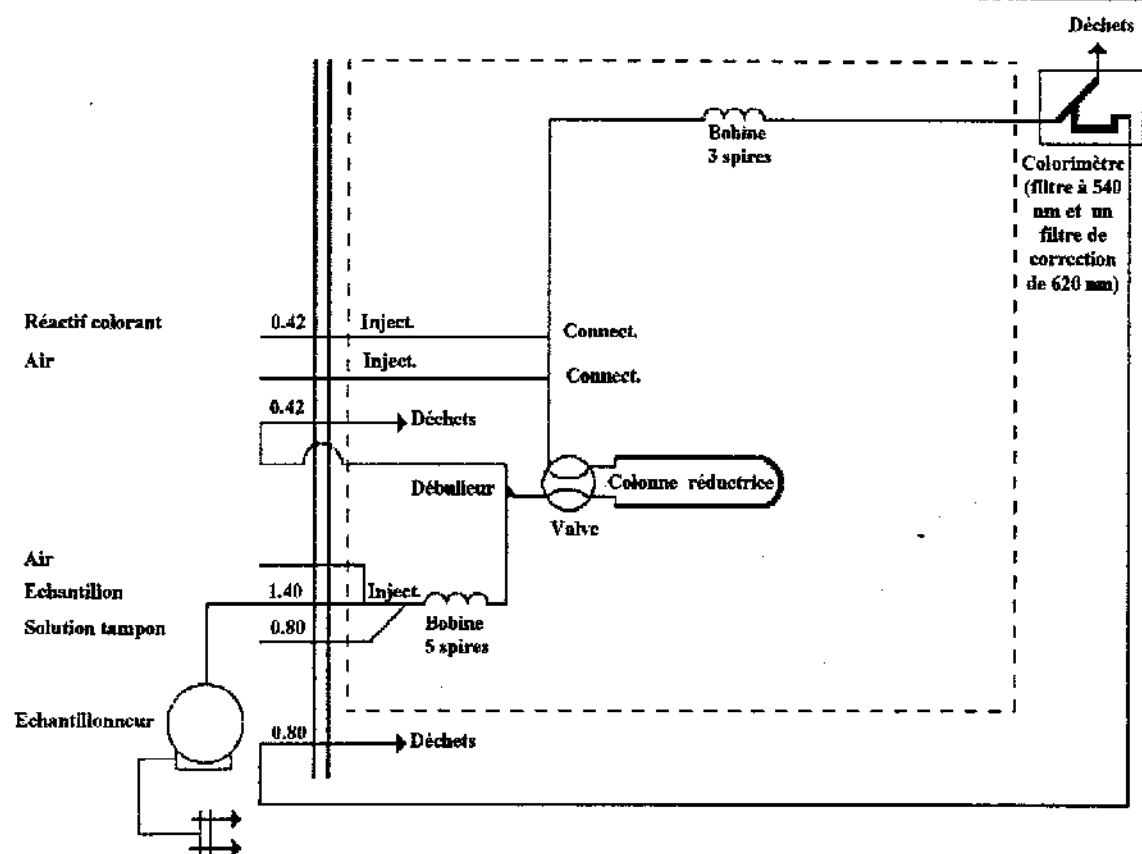 Déchets
Bobine
3 spires
Colorimètre
(filtre à 540
nm et un
filtre de
correction
de 620 nm)
Réactif colorant 0.42 Inject. Connect.
Air Inject. Connect.
0.42 Déchets
Débulleur Colonne réductrice
Valve
Air
Echantillon 1.40 Inject.
Solution tampon 0.80 Bobine
5 spires
Echantillonneur
0.80 Déchets